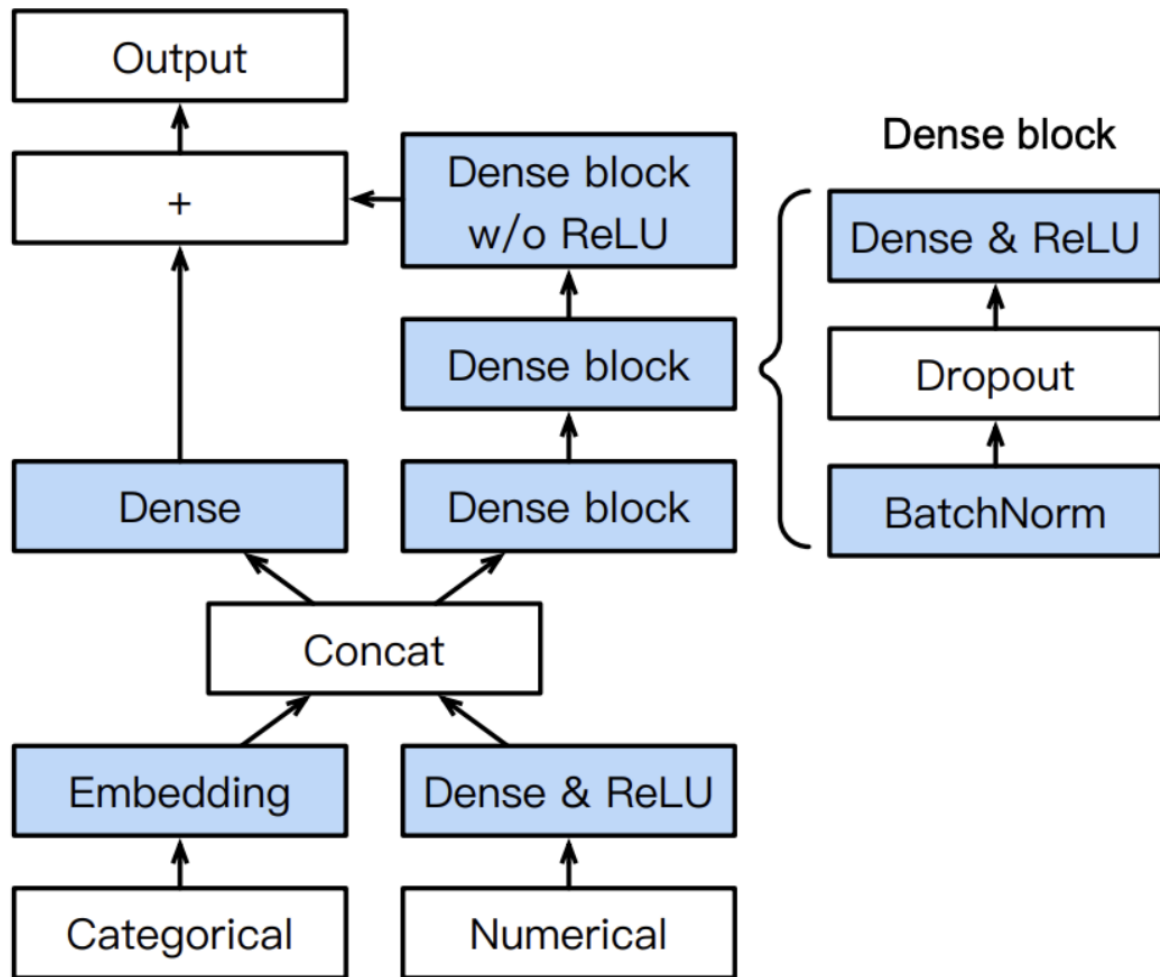 Output
+
Dense block
w/o ReLU
Dense block
Dense
Dense block
Concat
Embedding
Dense & ReLU
Categorical
Numerical
Dense block
Dense & ReLU
Dropout
BatchNorm